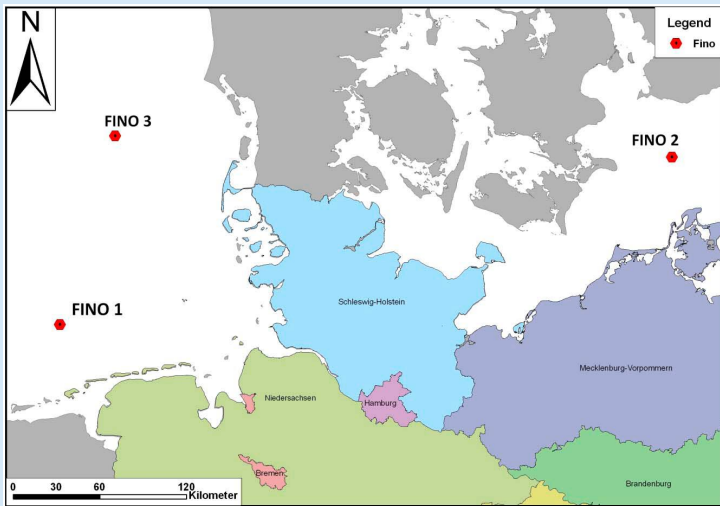 N
Legend
Fino
FINO 3
FINO 2
FINO 1
Schleswig-Holstein
Mecklenburg-Vorpommern
Niedersachsen
Hamburg
Bremen
Brandenburg
0 30 60 120
Kilometer